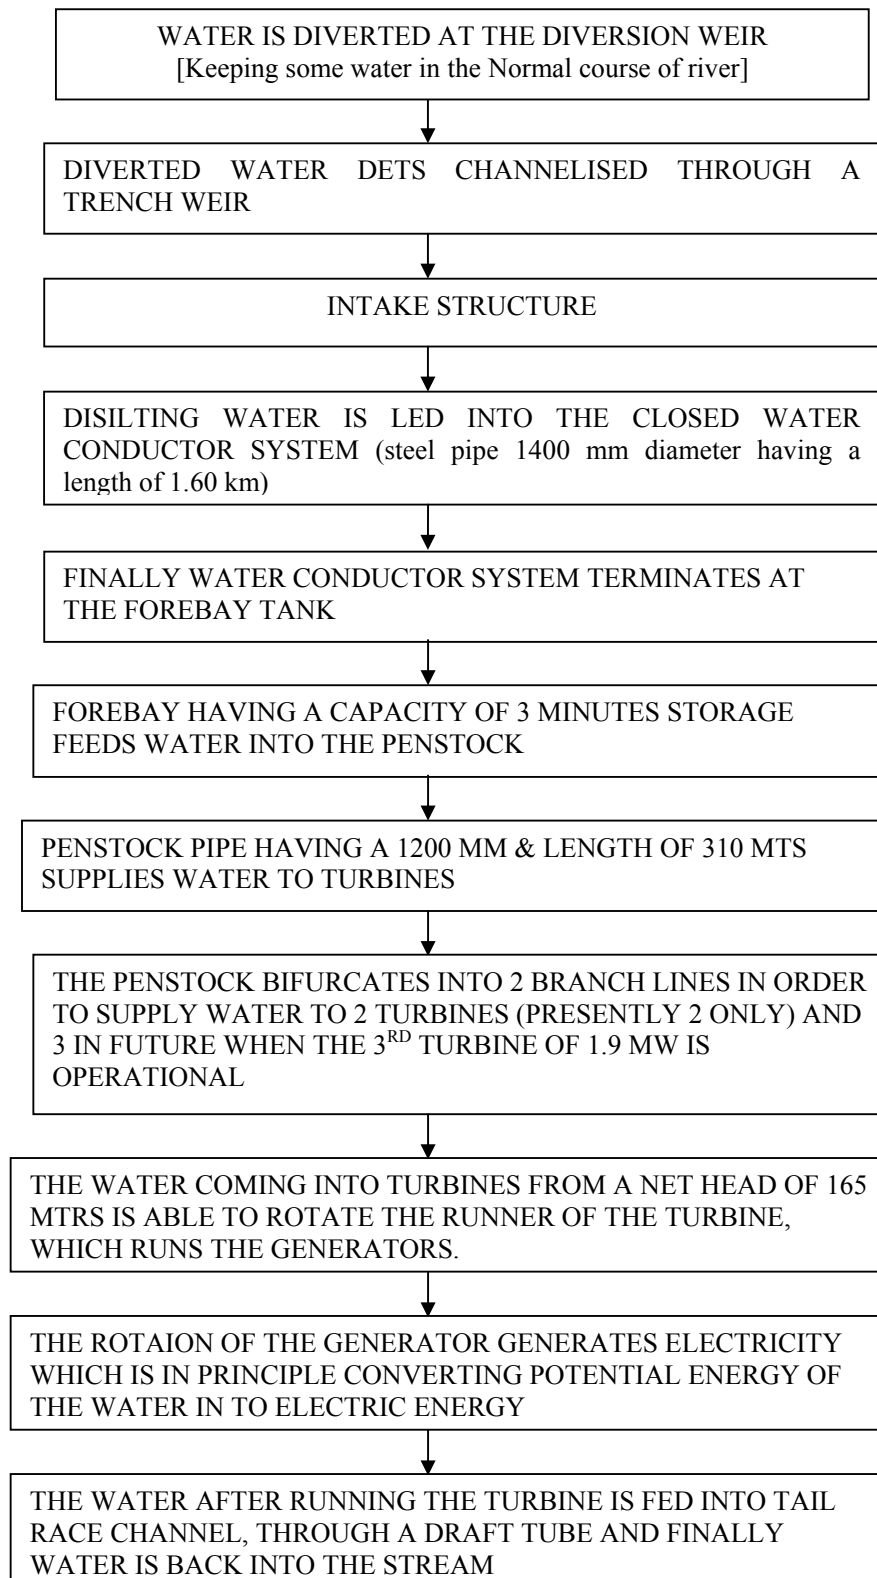 WATER IS DIVERTED AT THE DIVERSION WEIR
[Keeping some water in the Normal course of river]
DIVERTED WATER DETS CHANNELISED THROUGH A
TRENCH WEIR
INTAKE STRUCTURE
DISILTING WATER IS LED INTO THE CLOSED WATER
CONDUCTOR SYSTEM (steel pipe 1400 mm diameter having a
length of 1.60 km)
FINALLY WATER CONDUCTOR SYSTEM TERMINATES AT
THE FOREBAY TANK
FOREBAY HAVING A CAPACITY OF 3 MINUTES STORAGE
FEEDS WATER INTO THE PENSTOCK
PENSTOCK PIPE HAVING A 1200 MM & LENGTH OF 310 MTS
SUPPLIES WATER TO TURBINES
THE PENSTOCK BIFURCATES INTO 2 BRANCH LINES IN ORDER
TO SUPPLY WATER TO 2 TURBINES (PRESENTLY 2 ONLY) AND
3 IN FUTURE WHEN THE 3RD TURBINE OF 1.9 MW IS
OPERATIONAL
THE WATER COMING INTO TURBINES FROM A NET HEAD OF 165
MTRS IS ABLE TO ROTATE THE RUNNER OF THE TURBINE,
WHICH RUNS THE GENERATORS.
THE ROTAION OF THE GENERATOR GENERATES ELECTRICITY
WHICH IS IN PRINCIPLE CONVERTING POTENTIAL ENERGY OF
THE WATER IN TO ELECTRIC ENERGY
THE WATER AFTER RUNNING THE TURBINE IS FED INTO TAIL
RACE CHANNEL, THROUGH A DRAFT TUBE AND FINALLY
WATER IS BACK INTO THE STREAM